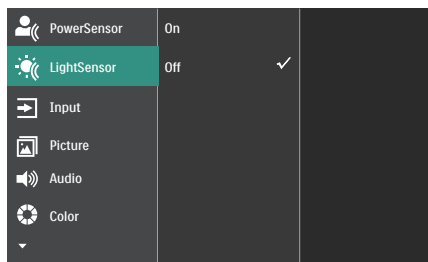 PowerSensor
On
LightSensor
Off
Input
Picture
Audio
Color